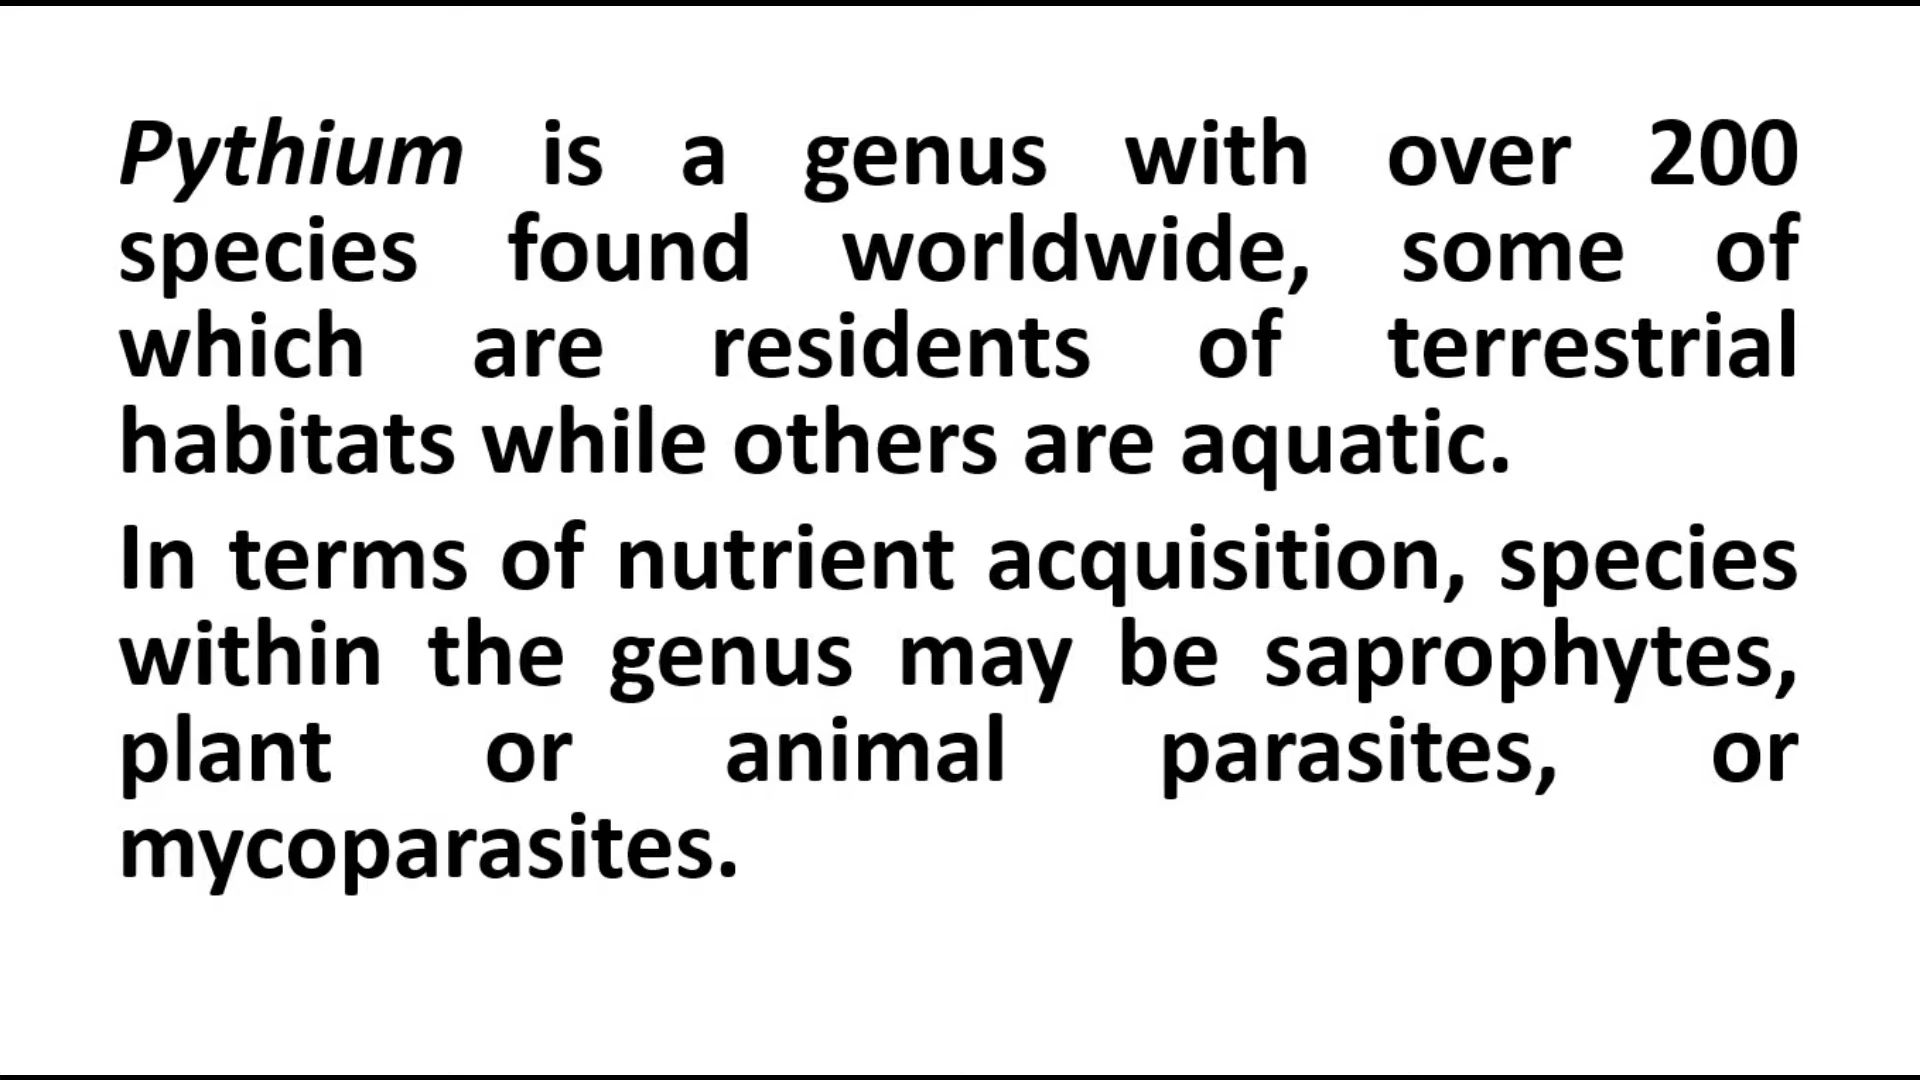 Pythium is a genus with over 200
species found worldwide, some of
which are residents of terrestrial
habitats while others are aquatic.
In terms of nutrient acquisition, species
within the genus may be saprophytes,
plant or animal parasites, or
mycoparasites.